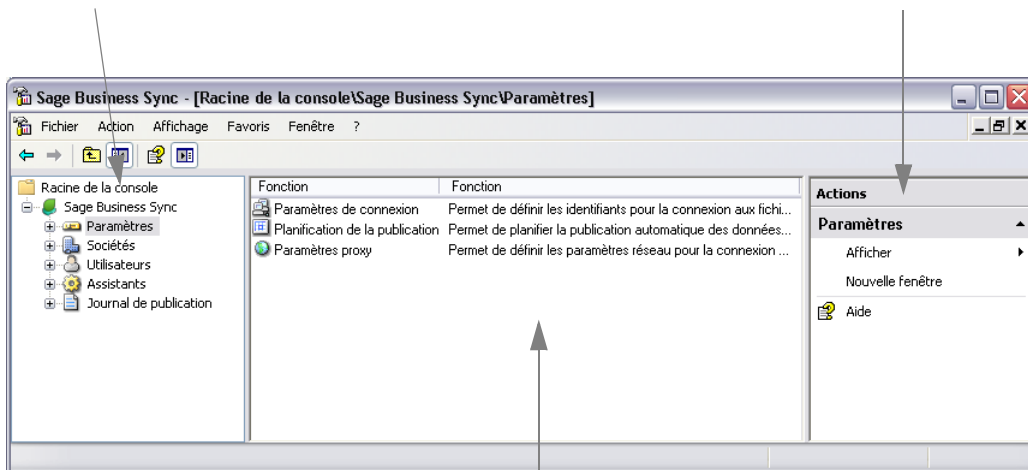 Sage Business Sync - [Racine de la console\Sage Business Sync\Paramètres]
Fichier Action Affichage Favoris Fenêtre ?
Racine de la console
Sage Business Sync
Paramètres
Sociétés
Utilisateurs
Assistants
Journal de publication
Fonction Fonction
Paramètres de connexion Permet de définir les identifiants pour la connexion aux fichi...
Planification de la publication Permet de planifier la publication automatique des données...
Paramètres proxy Permet de définir les paramètres réseau pour la connexion ...
Actions
Paramètres
Afficher
Nouvelle fenêtre
Aide